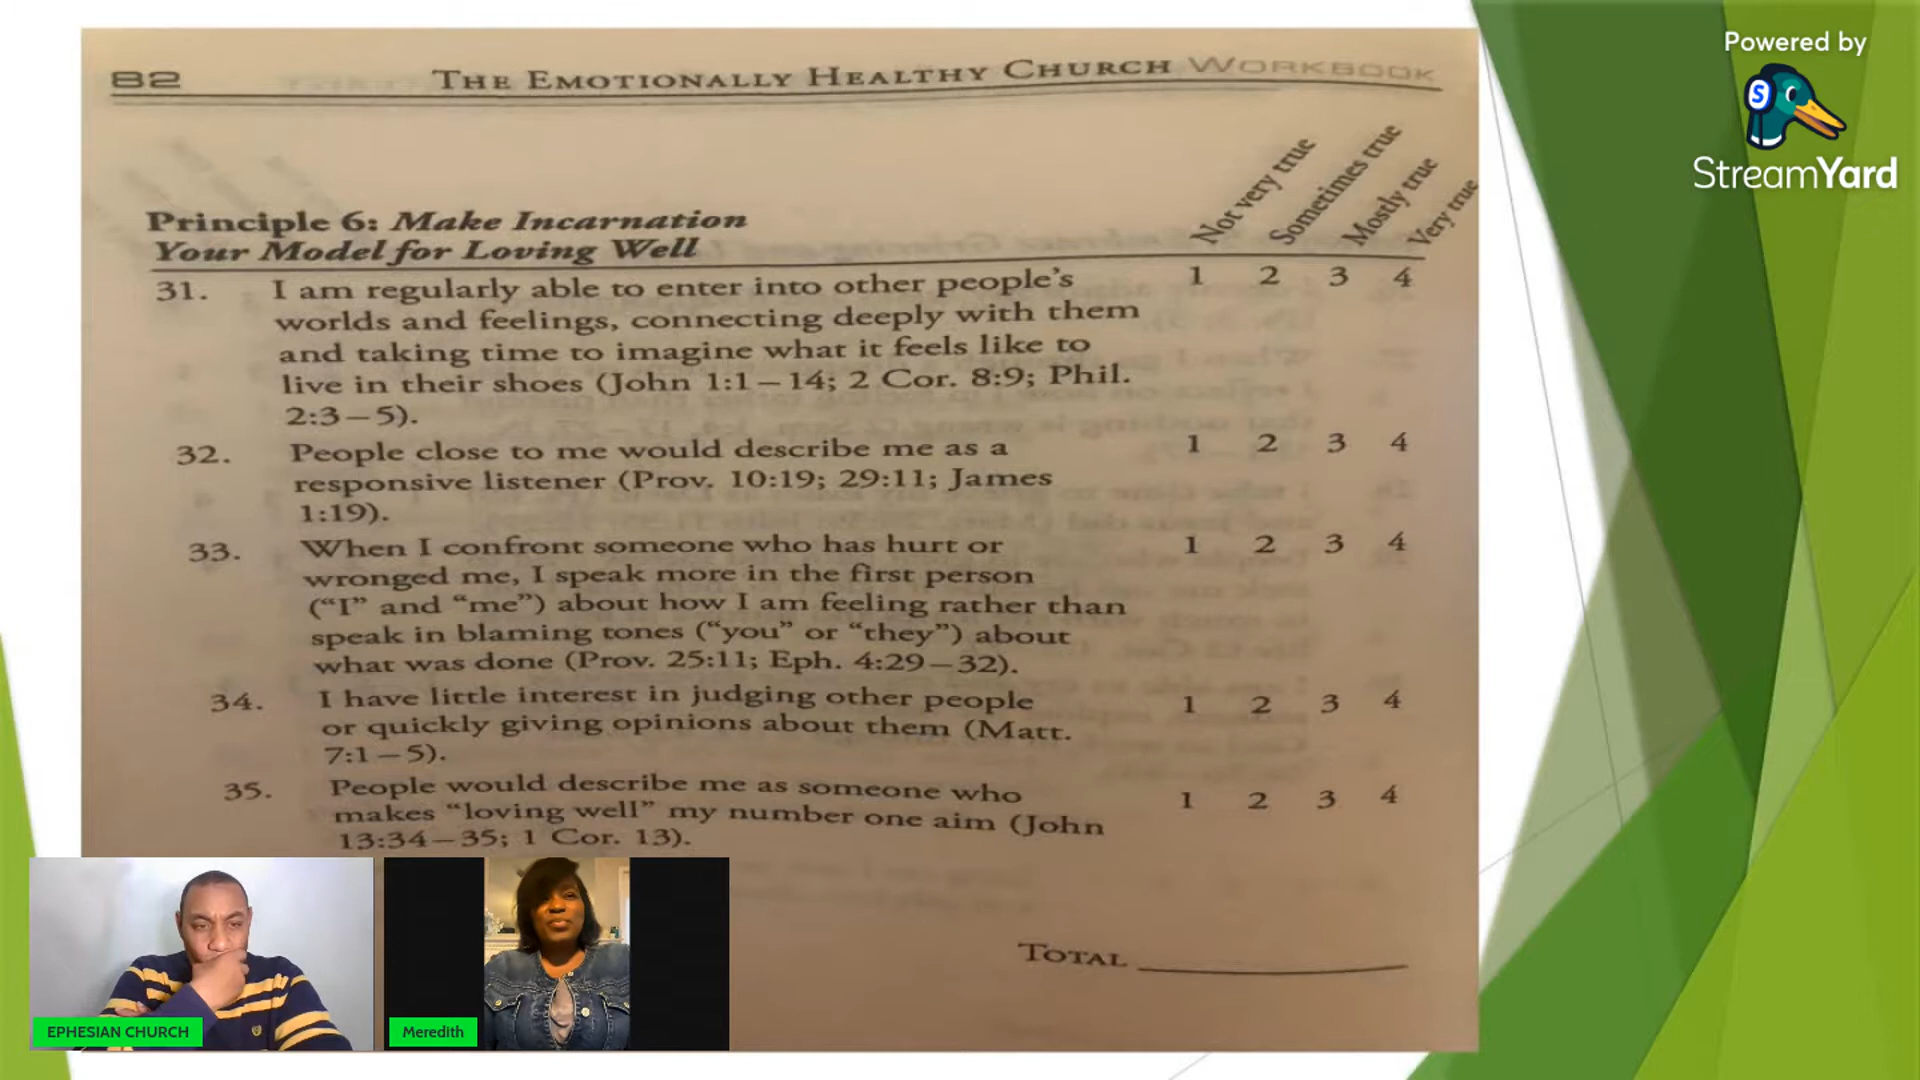 Powered by
StreamYard
82 THE EMOTIONALLY HEALTHY CHURCH WORKBOOK
Not very true
Sometimes true
Mostly true
Very true
Principle 6: Make Incarnation
Your Model for Loving Well
31. I am regularly able to enter into other people’s 1 2 3 4
worlds and feelings, connecting deeply with them
and taking time to imagine what it feels like to
live in their shoes (John 1:1–14; 2 Cor. 8:9; Phil.
2:3–5).
32. People close to me would describe me as a 1 2 3 4
responsive listener (Prov. 10:19; 29:11; James
1:19).
33. When I confront someone who has hurt or 1 2 3 4
wronged me, I speak more in the first person
(“I” and “me”) about how I am feeling rather than
speak in blaming tones (“you” or “they”) about
what was done (Prov. 25:11; Eph. 4:29–32).
34. I have little interest in judging other people 1 2 3 4
or quickly giving opinions about them (Matt.
7:1–5).
35. People would describe me as someone who 1 2 3 4
makes “loving well” my number one aim (John
13:34–35; 1 Cor. 13).
TOTAL
EPHESIAN CHURCH
Meredith